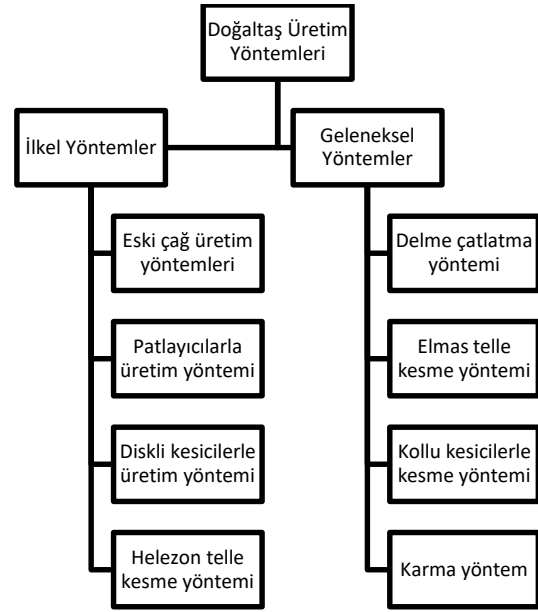 Doğaltaş Üretim
Yöntemleri
İlkel Yöntemler
Geleneksel
Yöntemler
Eski çağ üretim
yöntemleri
Patlayıcılarla
üretim yöntemi
Diskli kesicilerle
üretim yöntemi
Helezon telle
kesme yöntemi
Delme çatlatma
yöntemi
Elmas telle
kesme yöntemi
Kollu kesicilerle
kesme yöntemi
Karma yöntem